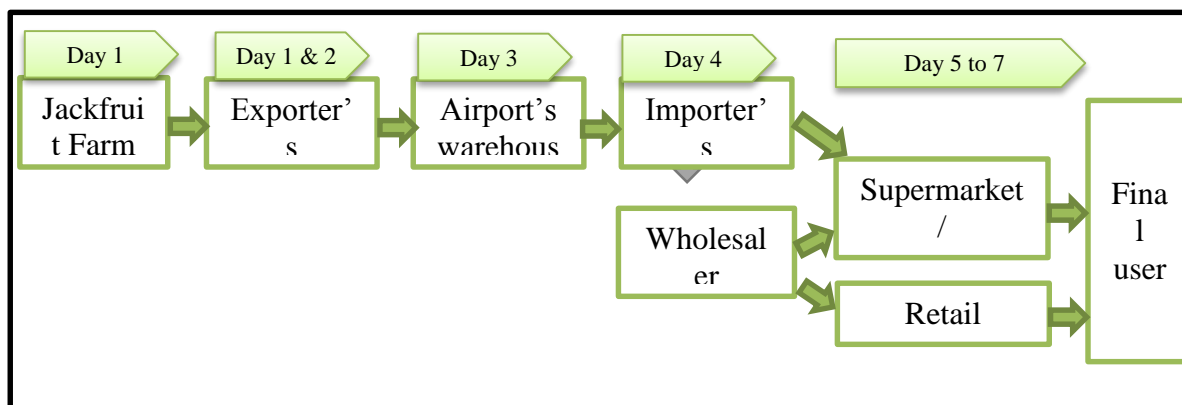 Day 1
Day 1 & 2
Day 3
Day 4
Day 5 to 7
Jackfrui
t Farm
Exporter’
s
Airport’s
warehous
Importer’
s
Supermarket
/
Wholesal
er
Retail
Fina
l
user